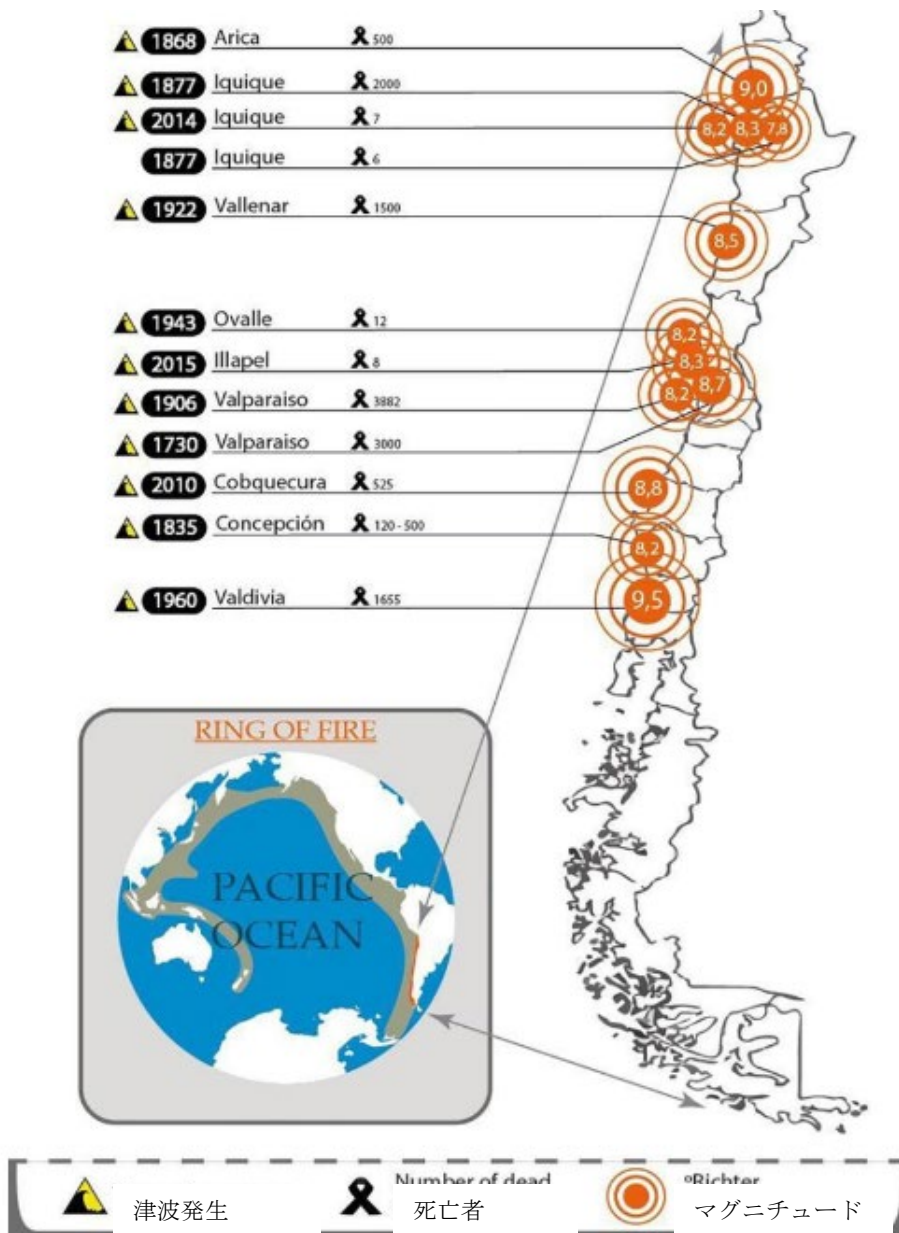 1868 Arica 500
9,0
1877 Iquique 2000
2014 Iquique 7
8,2 8,3 7,8
1877 Iquique 6
1922 Vallenar 1500
8,5
1943 Ovalle 12
8,2
2015 Illapel 8
8,3
1906 Valparaiso 3882
8,2 8,7
1730 Valparaiso 3000
2010 Cobquecura 525
8,8
1835 Concepción 120 - 500
8,2
1960 Valdivia 1655
9,5
RING OF FIRE
PACIFIC
OCEAN
Number of dead ºRichter
津波発生 死亡者 マグニチュード